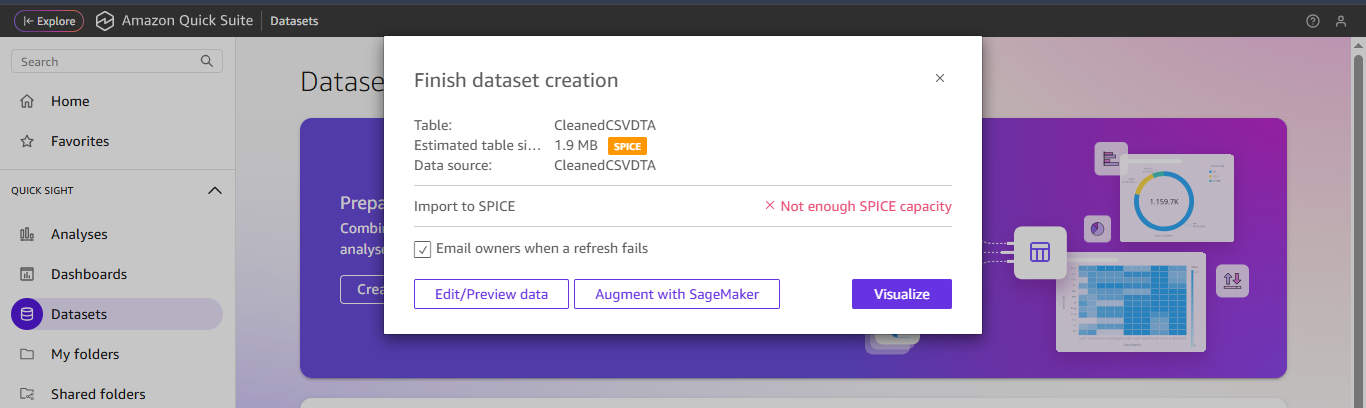 Explore
Amazon Quick Suite
Datasets
Search
Home
Favorites
QUICK SIGHT
Analyses
Dashboards
Datasets
My folders
Shared folders
Datase
Prepa
Combin
analyse
Crea
Finish dataset creation
Table: CleanedCSVDTA
Estimated table si... 1.9 MB SPICE
Data source: CleanedCSVDTA
Import to SPICE Not enough SPICE capacity
Email owners when a refresh fails
Edit/Preview data Augment with SageMaker Visualize
1,159.7K